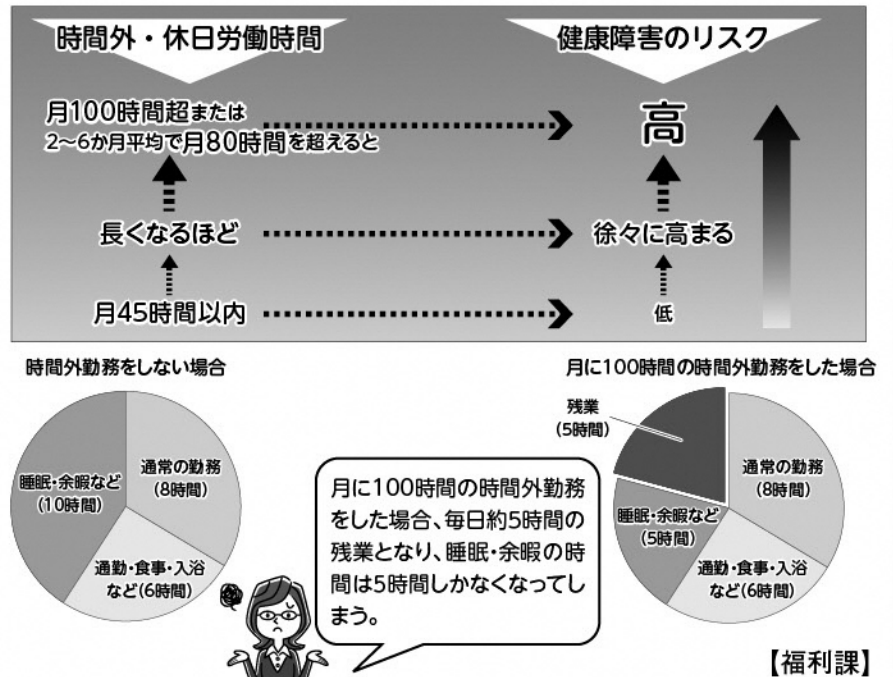 時間外・休日労働時間
健康障害のリスク
月100時間超または
2〜6か月平均で月80時間を超えると
高
長くなるほど
徐々に高まる
月45時間以内
低
時間外勤務をしない場合
通常の勤務
(8時間)
睡眠・余暇など
(10時間)
通勤・食事・入浴
など(6時間)
月に100時間の時間外勤務
をした場合、毎日約5時間の
残業となり、睡眠・余暇の時
間は5時間しかなくなってし
まう。
月に100時間の時間外勤務をした場合
残業
(5時間)
通常の勤務
(8時間)
睡眠・余暇など
(5時間)
通勤・食事・入浴
など(6時間)
【福利課】